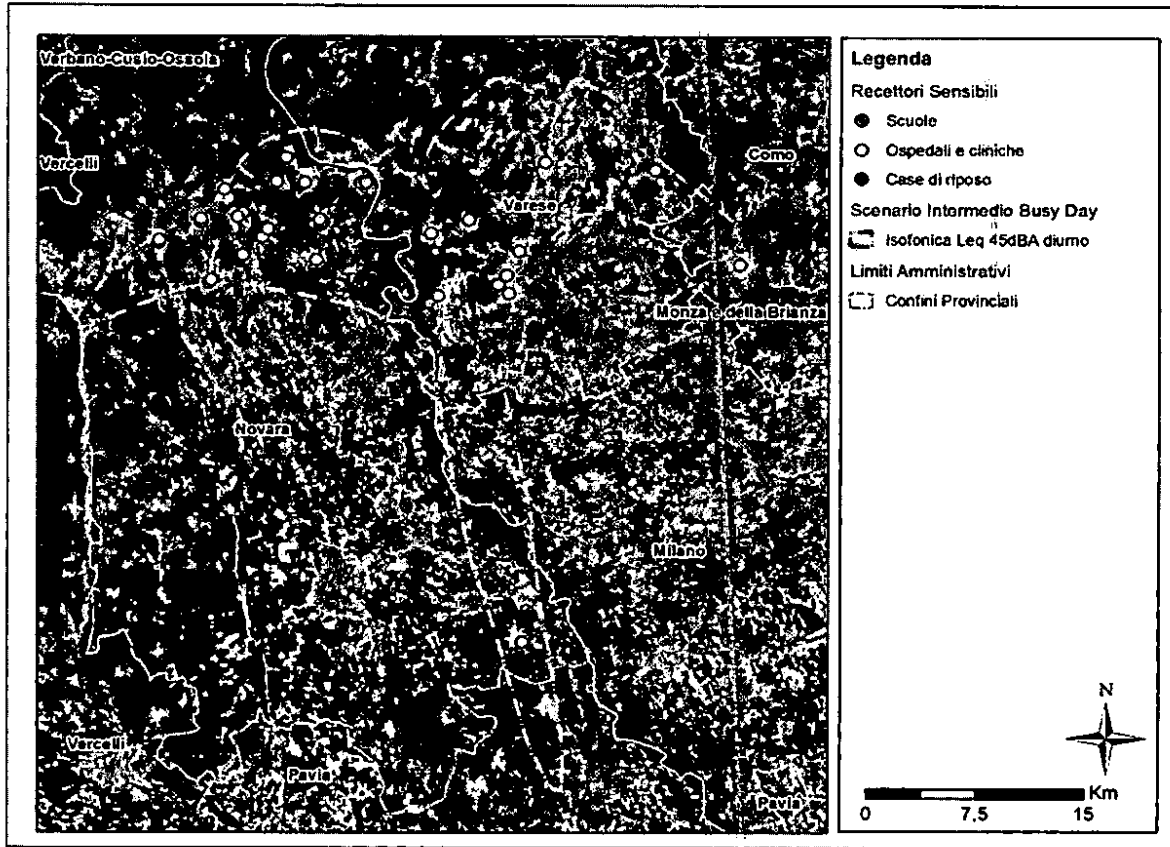 Verbano-Cusio-Ossola
Vercelli
Como
Varese
Monza e della Brianza
Novara
Milano
Vercelli
Pavia
Pavia
Legenda
Recettori Sensibili
Scuole
Ospedali e cliniche
Case di riposo
Scenario Intermedio Busy Day
Isofonica Leq 45dBA diurno
Limiti Amministrativi
Confini Provinciali
N
Km
0 7.5 15